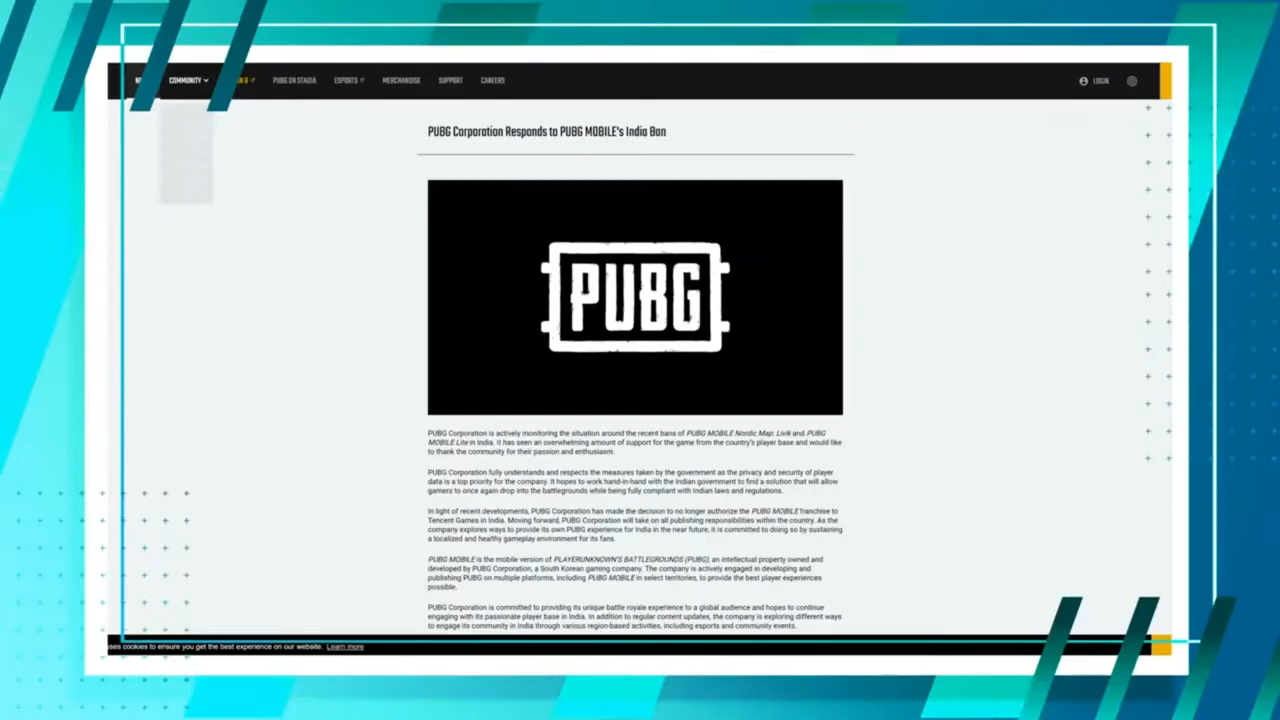 COMMUNITY
PUBG ON STADIA
ESPORTS
MERCHANDISE
SUPPORT
CAREERS
LOGIN
PUBG Corporation Responds to PUBG MOBILE's India Ban
PUBG
PUBG Corporation is actively monitoring the situation around the recent bans of PUBG MOBILE Nordic Map: Livik and PUBG
MOBILE Lite in India. It has seen an overwhelming amount of support for the game from the country's player base and would like
to thank the community for their passion and enthusiasm.
PUBG Corporation fully understands and respects the measures taken by the government as the privacy and security of player
data is a top priority for the company. It hopes to work hand-in-hand with the Indian government to find a solution that will allow
gamers to once again drop into the battlegrounds while being fully compliant with Indian laws and regulations.
In light of recent developments, PUBG Corporation has made the decision to no longer authorize the PUBG MOBILE franchise to
Tencent Games in India. Moving forward, PUBG Corporation will take on all publishing responsibilities within the country. As the
company explores ways to provide its own PUBG experience for India in the near future, it is committed to doing so by sustaining
a localized and healthy gameplay environment for its fans.
PUBG MOBILE is the mobile version of PLAYERUNKNOWN'S BATTLEGROUNDS (PUBG), an intellectual property owned and
developed by PUBG Corporation, a South Korean gaming company. The company is actively engaged in developing and
publishing PUBG on multiple platforms, including PUBG MOBILE in select territories, to provide the best player experiences
possible.
PUBG Corporation is committed to providing its unique battle royale experience to a global audience and hopes to continue
engaging with its passionate player base in India. In addition to regular content updates, the company is exploring different ways
to engage its community in India through various region-based activities, including esports and community events.
uses cookies to ensure you get the best experience on our website. Learn more